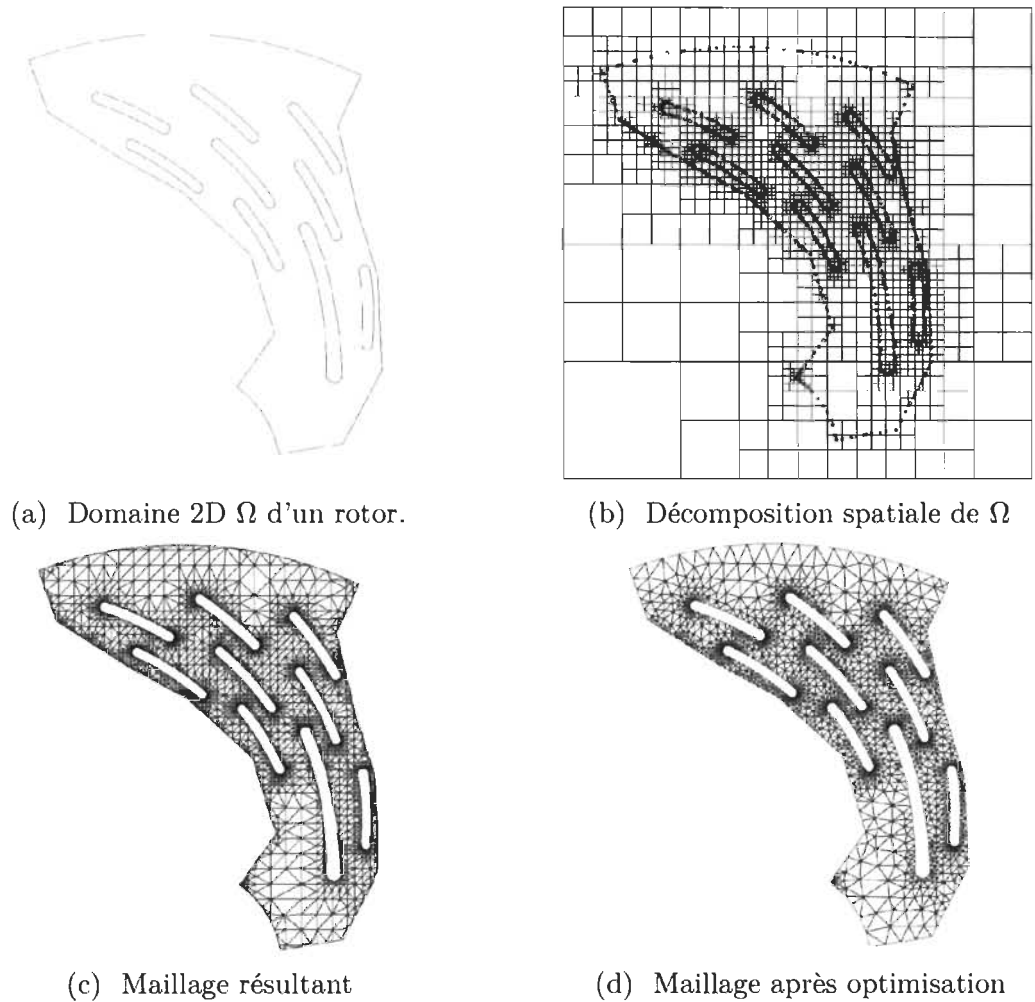 (a) Domaine 2D Ω d'un rotor.
(b) Décomposition spatiale de Ω
(c) Maillage résultant
(d) Maillage après optimisation